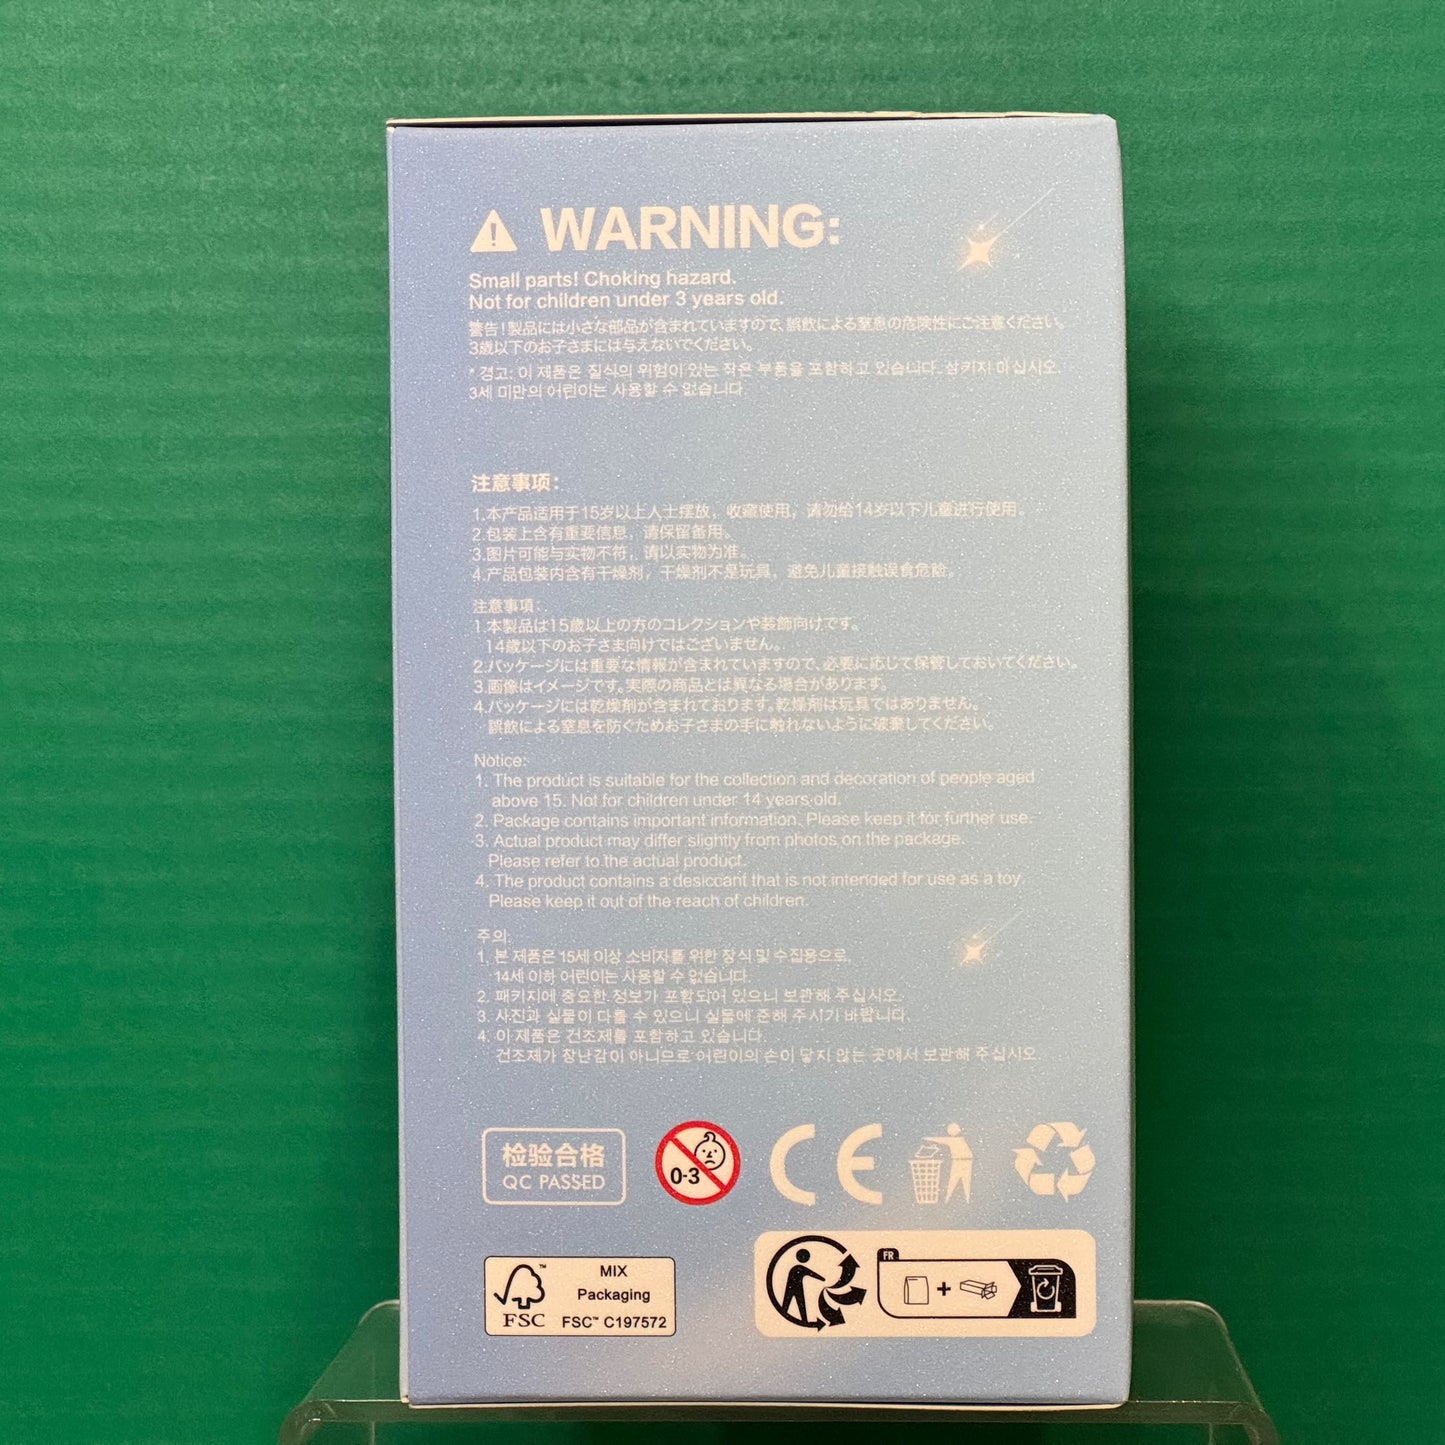 WARNING:
Small parts! Choking hazard.
Not for children under 3 years old.
警告!製品には小さな部品が含まれていますので、誤飲による窒息の危険性にご注意ください。
3歳以下のお子さまには与えないでください。
* 경고: 이 제품은 질식의 위험이 있는 작은 부품을 포함하고 있습니다. 삼키지 마십시오.
3세 미만의 어린이는 사용할 수 없습니다.
注意事项:
1.本产品适用于15岁以上人士摆放，收藏使用，请勿给14岁以下儿童进行使用。
2.包装上含有重要信息，请保留备用。
3.图片可能与实物不符，请以实物为准。
4.产品包装内含有干燥剂，干燥剂不是玩具，避免儿童接触误食危险。
注意事項:
1.本製品は15歳以上の方のコレクションや装飾向けです。
14歳以下のお子さま向けではございません。
2.パッケージには重要な情報が含まれていますので、必要に応じて保管しておいてください。
3.画像はイメージです。実際の商品とは異なる場合があります。
4.パッケージには乾燥剤が含まれております。乾燥剤は玩具ではありません。
誤飲による窒息を防ぐためお子さまの手に触れないように破棄してください。
Notice:
1. The product is suitable for the collection and decoration of people aged
above 15. Not for children under 14 years old.
2. Package contains important information. Please keep it for further use.
3. Actual product may differ slightly from photos on the package.
Please refer to the actual product.
4. The product contains a desiccant that is not intended for use as a toy.
Please keep it out of the reach of children.
주의:
1. 본 제품은 15세 이상 소비자를 위한 장식 및 수집용으로,
14세 이하 어린이는 사용할 수 없습니다.
2. 패키지에 중요한 정보가 포함되어 있으니 보관해 주십시오.
3. 사진과 실물이 다를 수 있으니 실물에 준해 주시기 바랍니다.
4. 이 제품은 건조제를 포함하고 있습니다.
건조제가 장난감이 아니므로 어린이의 손이 닿지 않는 곳에서 보관해 주십시오.
检验合格
QC PASSED
0-3
CE
MIX
Packaging
FSC™ C197572
FSC
FR
+